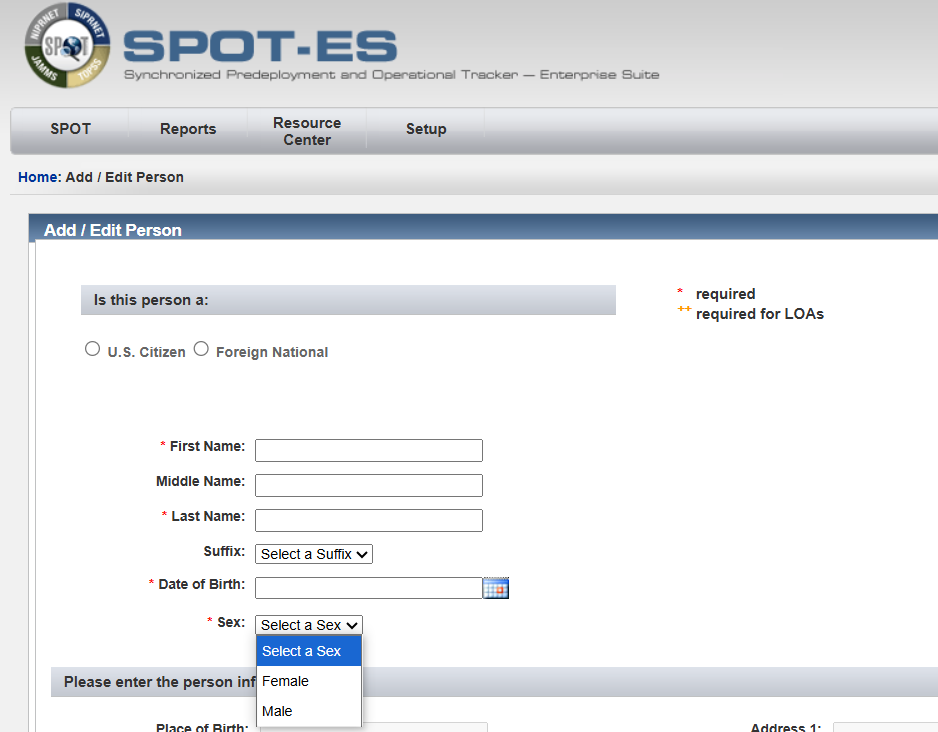 NIPRNET SIPRNET
SPOT
JAMMS TOPSS
SPOT-ES
Synchronized Predeployment and Operational Tracker — Enterprise Suite
SPOT Reports Resource Center Setup
Home: Add / Edit Person
Add / Edit Person
Is this person a:
* required
++ required for LOAs
U.S. Citizen Foreign National
* First Name:
Middle Name:
* Last Name:
Suffix: Select a Suffix
* Date of Birth:
* Sex: Select a Sex
Select a Sex
Female
Male
Please enter the person inf
Place of Birth: Address 1: